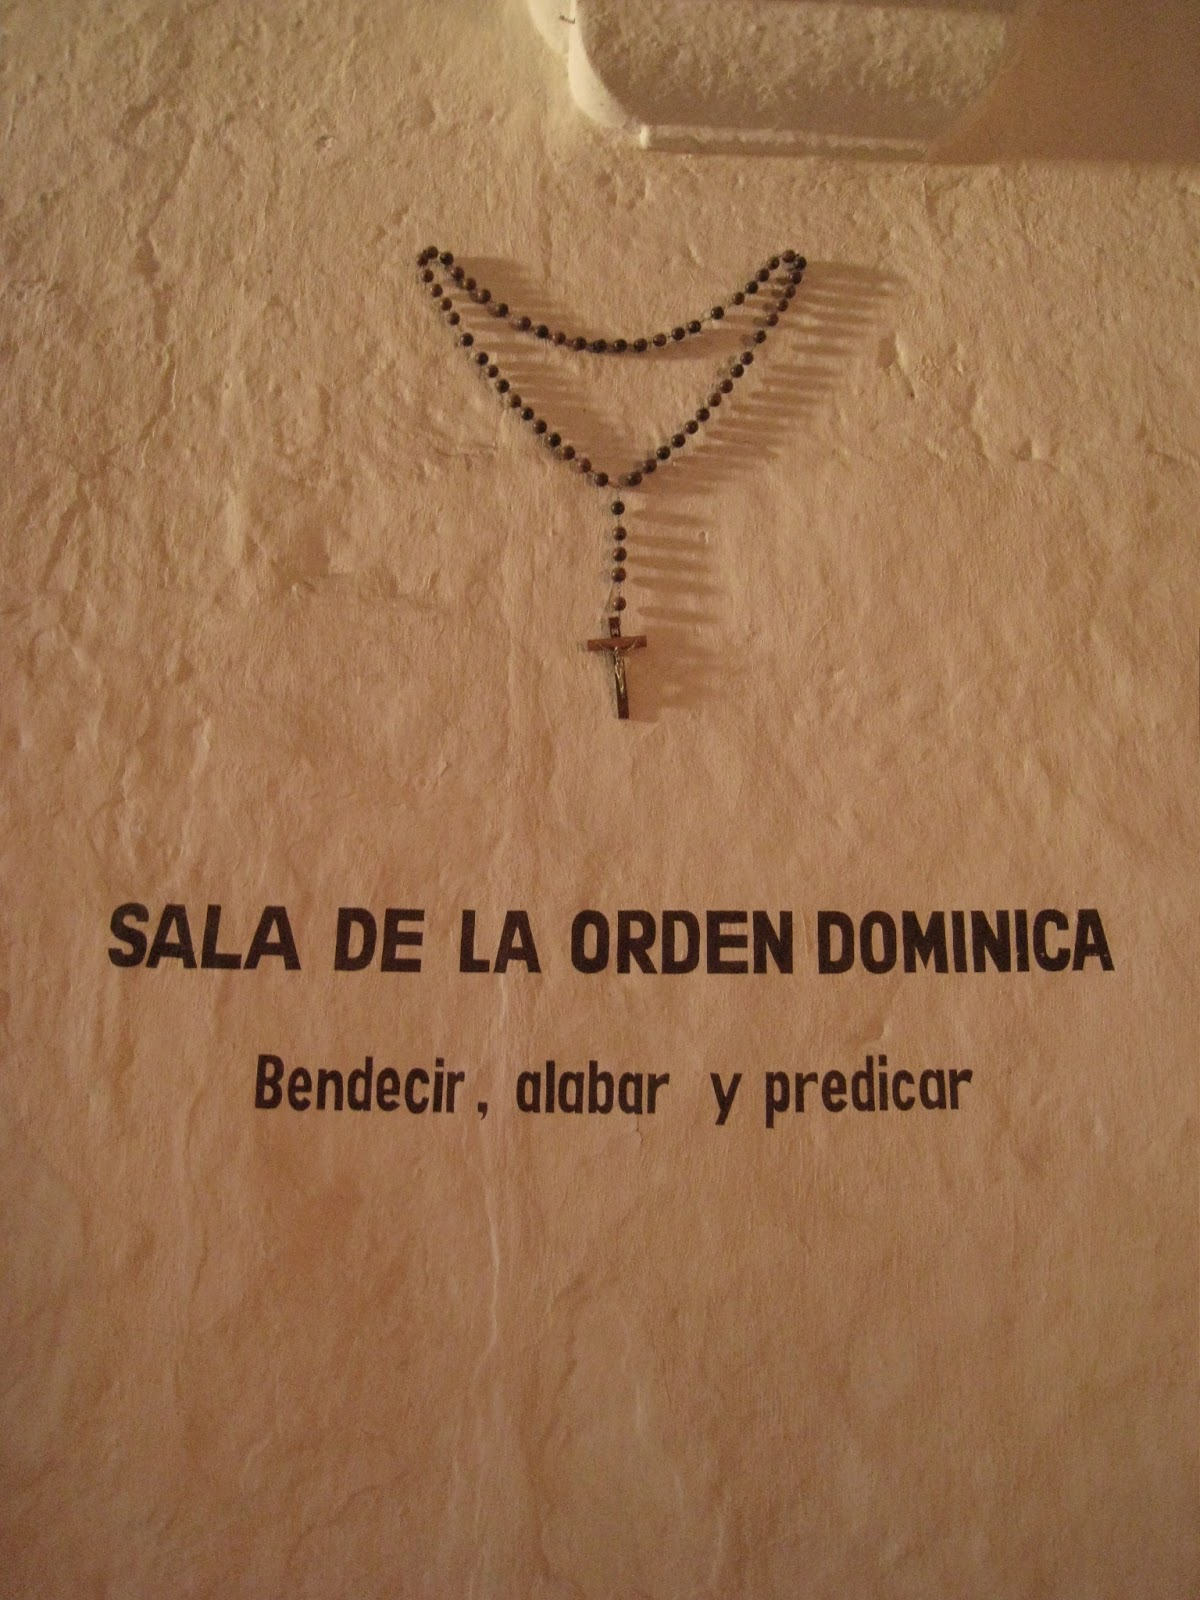 SALA DE LA ORDEN DOMINICA
Bendecir, alabar y predicar